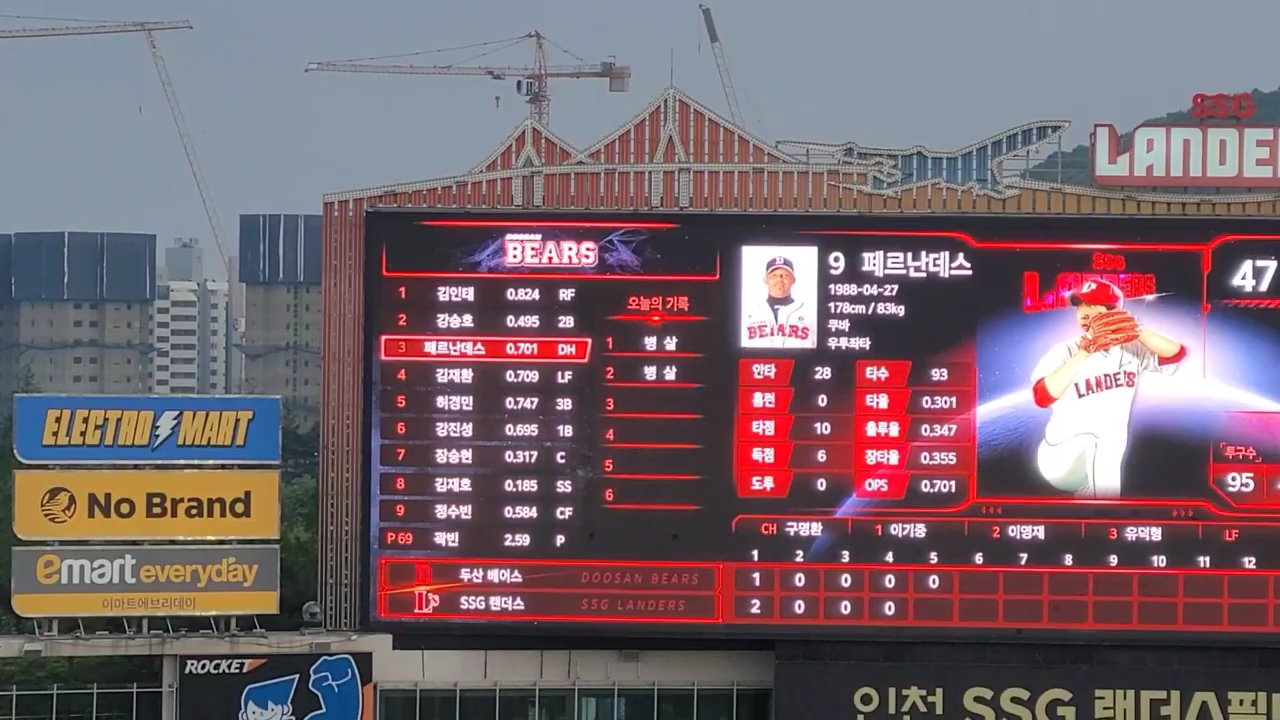 SSG
LANDE
DOOSAN
BEARS
1 김인태 0.824 RF
2 강승호 0.495 2B
3 페르난데스 0.701 DH
4 김재환 0.709 LF
5 허경민 0.747 3B
6 강진성 0.695 1B
7 장승현 0.317 C
8 김재호 0.185 SS
9 정수빈 0.584 CF
P 69 곽빈 2.59 P
오늘의 기록
1 병 살
2 병 살
3
4
5
6
9 페르난데스
1988-04-27
178cm / 83kg
쿠바
우투좌타
BEARS
안타 28 타수 93
홈런 0 타율 0.301
타점 10 출루율 0.347
득점 6 장타율 0.355
도루 0 OPS 0.701
SSG
LANDERS
LANDERS
47
투구수
95
CH 구명환 1 이기중 2 이영재 3 유덕형 LF
1 2 3 4 5 6 7 8 9 10 11 12
두산 베어스 DOOSAN BEARS 1 0 0 0 0
SSG 랜더스 SSG LANDERS 2 0 0 0
ELECTRO MART
No Brand
emart everyday
이마트에브리데이
ROCKET
인천 SSG 랜더스필